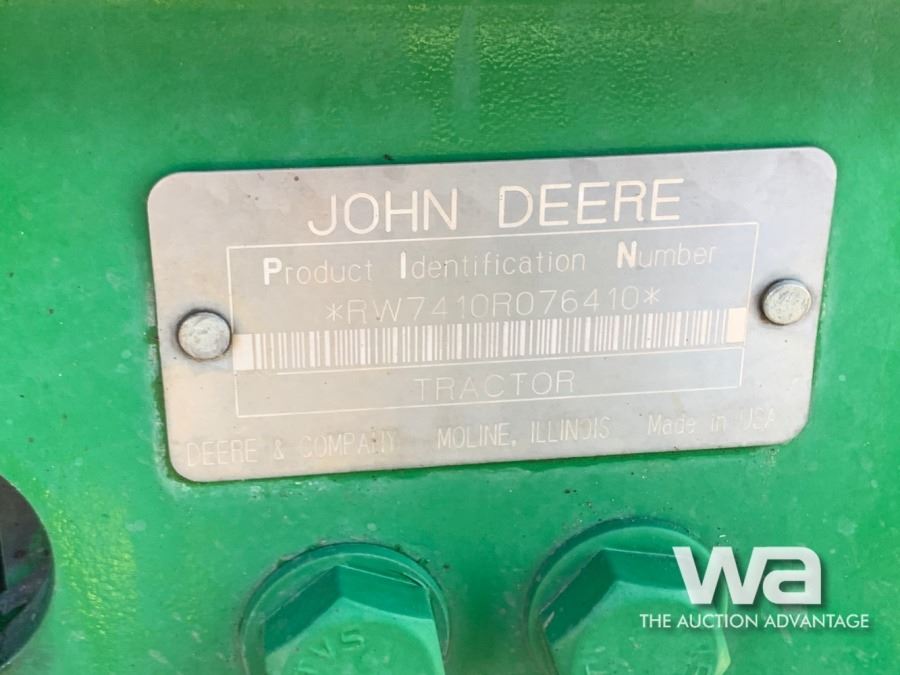 JOHN DEERE
Product Identification Number
*RW7410R076410*
TRACTOR
DEERE & COMPANY MOLINE, ILLINOIS Made in USA
wa
THE AUCTION ADVANTAGE